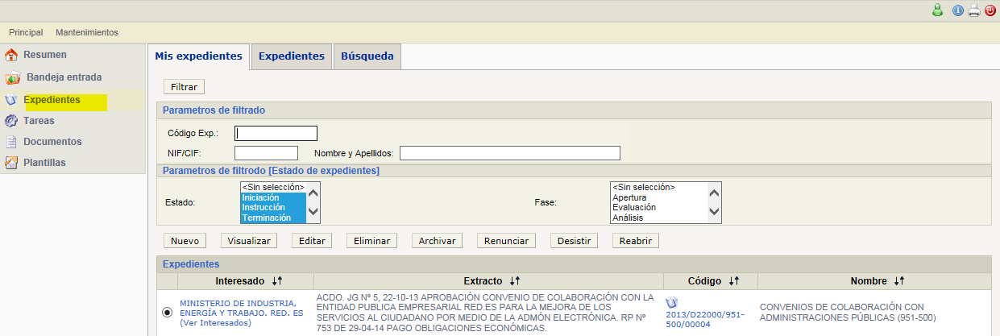 Principal Mantenimientos
Resumen
Bandeja entrada
Expedientes
Tareas
Documentos
Plantillas
Mis expedientes Expedientes Búsqueda
Filtrar
Parametros de filtrado
Código Exp.:
NIF/CIF: Nombre y Apellidos:
Parametros de filtrodo [Estado de expedientes]
Estado:
<Sin selección>
Iniciación
Instrucción
Terminación
Fase:
<Sin selección>
Apertura
Evaluación
Análisis
Nuevo Visualizar Editar Eliminar Archivar Renunciar Desistir Reabrir
Expedientes
Interesado Extracto Código Nombre
MINISTERIO DE INDUSTRIA,
ENERGÍA Y TRABAJO. RED. ES
(Ver Interesados)
ACDO. JG Nº 5, 22-10-13 APROBACIÓN CONVENIO DE COLABORACIÓN CON LA
ENTIDAD PUBLICA EMPRESARIAL RED.ES PARA LA MEJORA DE LOS
SERVICIOS AL CIUDADANO POR MEDIO DE LA ADMÓN ELECTRÓNICA. RP Nº
753 DE 29-04-14 PAGO OBLIGACIONES ECONÓMICAS.
2013/D22000/951-
500/00004
CONVENIOS DE COLABORACIÓN CON
ADMINISTRACIONES PÚBLICAS (951-500)